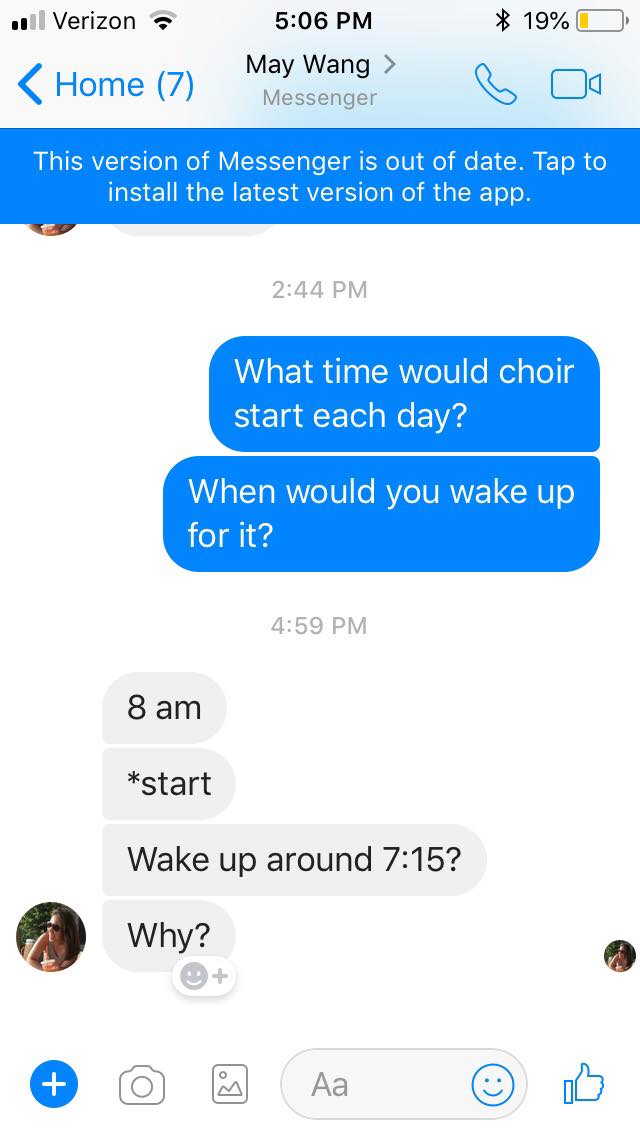 Verizon 5:06 PM 19%
Home (7) May Wang
Messenger
This version of Messenger is out of date. Tap to
install the latest version of the app.
2:44 PM
What time would choir
start each day?
When would you wake up
for it?
4:59 PM
8 am
*start
Wake up around 7:15?
Why?
Aa